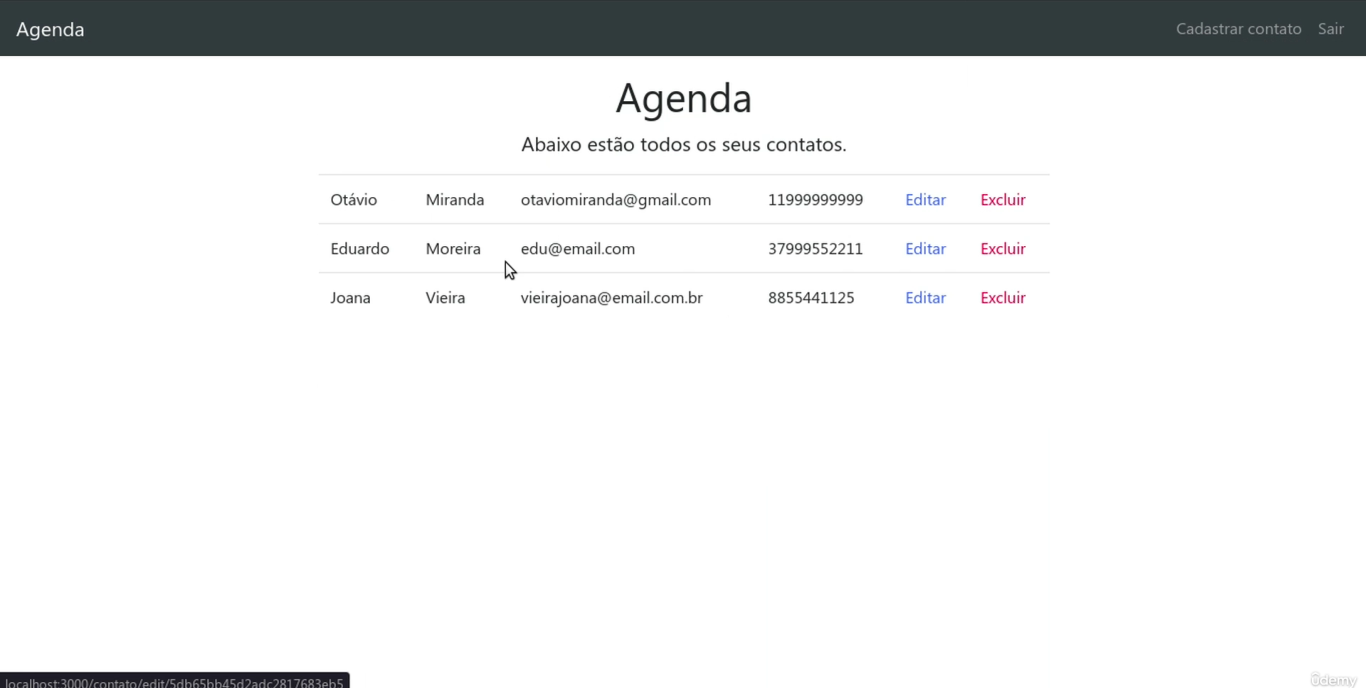 Agenda Cadastrar contato Sair
Agenda
Abaixo estão todos os seus contatos.
Otávio Miranda otaviomiranda@gmail.com 11999999999 Editar Excluir
Eduardo Moreira edu@email.com 37999552211 Editar Excluir
Joana Vieira vieirajoana@email.com.br 8855441125 Editar Excluir
localhost:3000/contato/edit/5db65bb45d2adc2817683eb5
ûdemy